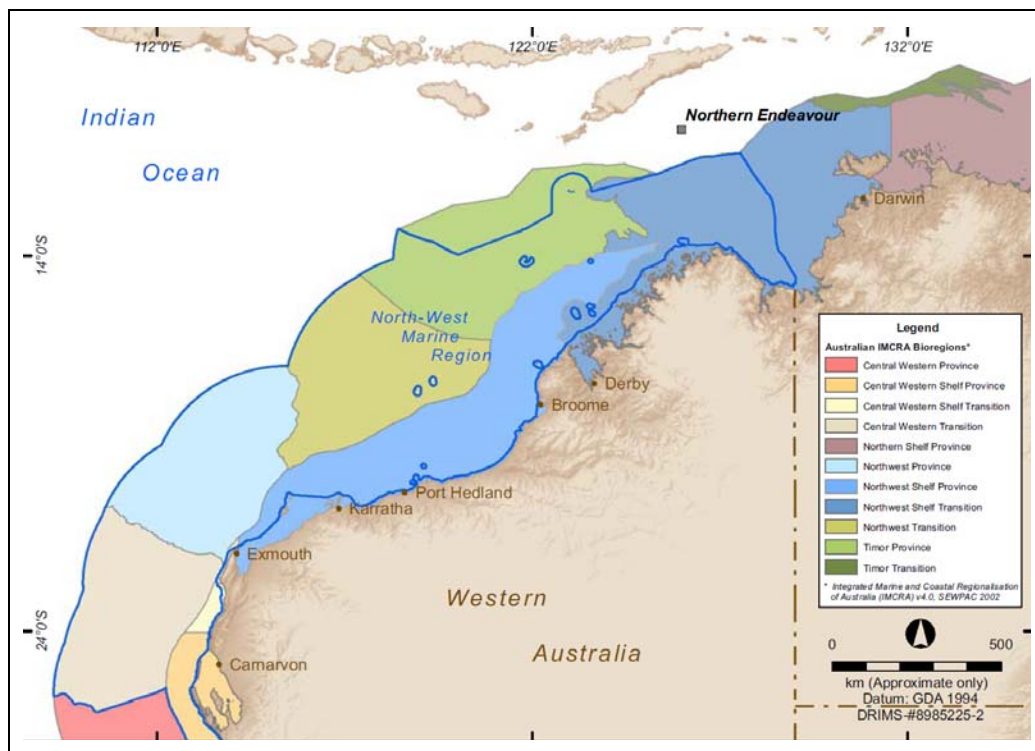 112°0'E
122°0'E
132°0'E
Indian
Ocean
Northern Endeavour
Darwin
14°0'S
North-West
Marine
Region
Derby
Broome
Port Hedland
Karratha
Exmouth
Western
Australia
24°0'S
Carnarvon
Legend
Australian IMCRA Bioregions*
Central Western Province
Central Western Shelf Province
Central Western Shelf Transition
Central Western Transition
Northern Shelf Province
Northwest Province
Northwest Shelf Province
Northwest Shelf Transition
Northwest Transition
Timor Province
Timor Transition
* Integrated Marine and Coastal Regionalisation
of Australia (IMCRA) v4.0, SEWPAC 2002
0 500
km (Approximate only)
Datum: GDA 1994
DRIMS-#8985225-2